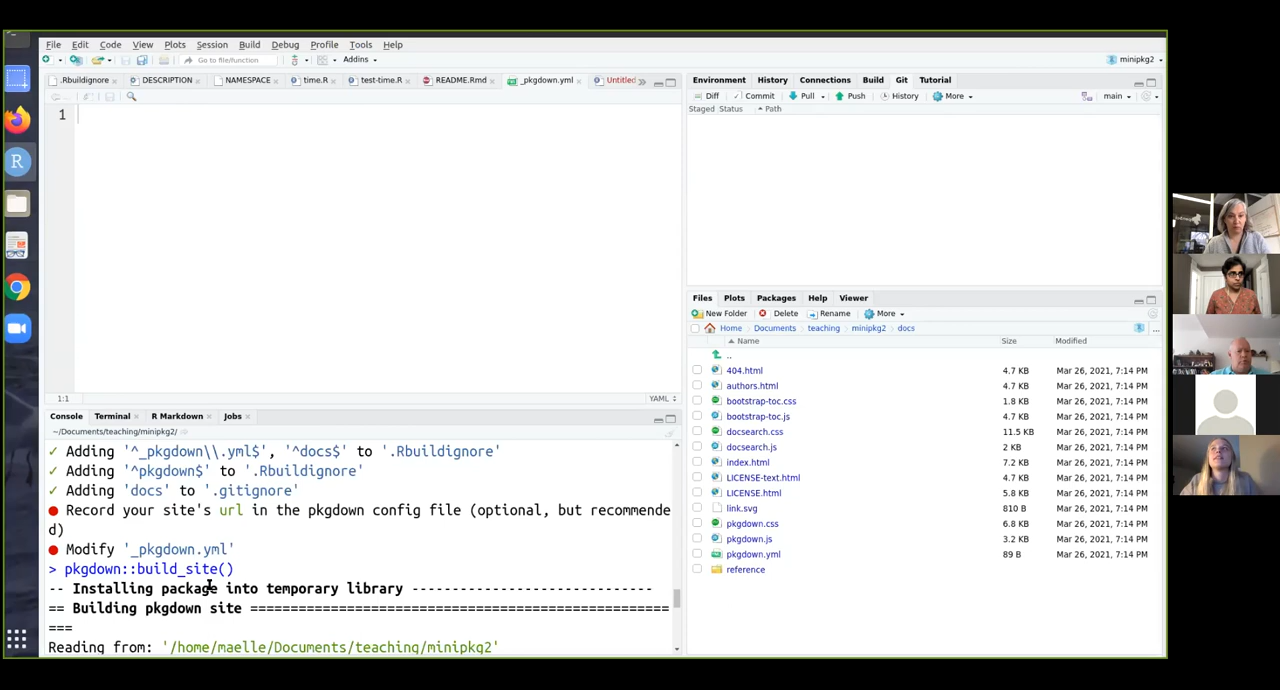 File Edit Code View Plots Session Build Debug Profile Tools Help
Go to file/function Addins minipkg2
.Rbuildignore DESCRIPTION NAMESPACE time.R test-time.R README.Rmd _pkgdown.yml Untitled
1
1:1 YAML
Console Terminal R Markdown Jobs
~/Documents/teaching/minipkg2/
✓ Adding '^_pkgdown\\.yml$', '^docs$' to '.Rbuildignore'
✓ Adding '^pkgdown$' to '.Rbuildignore'
✓ Adding 'docs' to '.gitignore'
● Record your site's url in the pkgdown config file (optional, but recommende
d)
● Modify '_pkgdown.yml'
> pkgdown::build_site()
-- Installing package into temporary library ------------------------------
== Building pkgdown site ===================================================
===
Reading from: '/home/maelle/Documents/teaching/minipkg2'
Environment History Connections Build Git Tutorial
Diff Commit Pull Push History More main
Staged Status Path
Files Plots Packages Help Viewer
New Folder Delete Rename More
Home Documents teaching minipkg2 docs ...
Name Size Modified
..
404.html 4.7 KB Mar 26, 2021, 7:14 PM
authors.html 4.7 KB Mar 26, 2021, 7:14 PM
bootstrap-toc.css 1.8 KB Mar 26, 2021, 7:14 PM
bootstrap-toc.js 4.7 KB Mar 26, 2021, 7:14 PM
docsearch.css 11.5 KB Mar 26, 2021, 7:14 PM
docsearch.js 2 KB Mar 26, 2021, 7:14 PM
index.html 7.2 KB Mar 26, 2021, 7:14 PM
LICENSE-text.html 4.7 KB Mar 26, 2021, 7:14 PM
LICENSE.html 5.8 KB Mar 26, 2021, 7:14 PM
link.svg 810 B Mar 26, 2021, 7:14 PM
pkgdown.css 6.8 KB Mar 26, 2021, 7:14 PM
pkgdown.js 3.2 KB Mar 26, 2021, 7:14 PM
pkgdown.yml 89 B Mar 26, 2021, 7:14 PM
reference